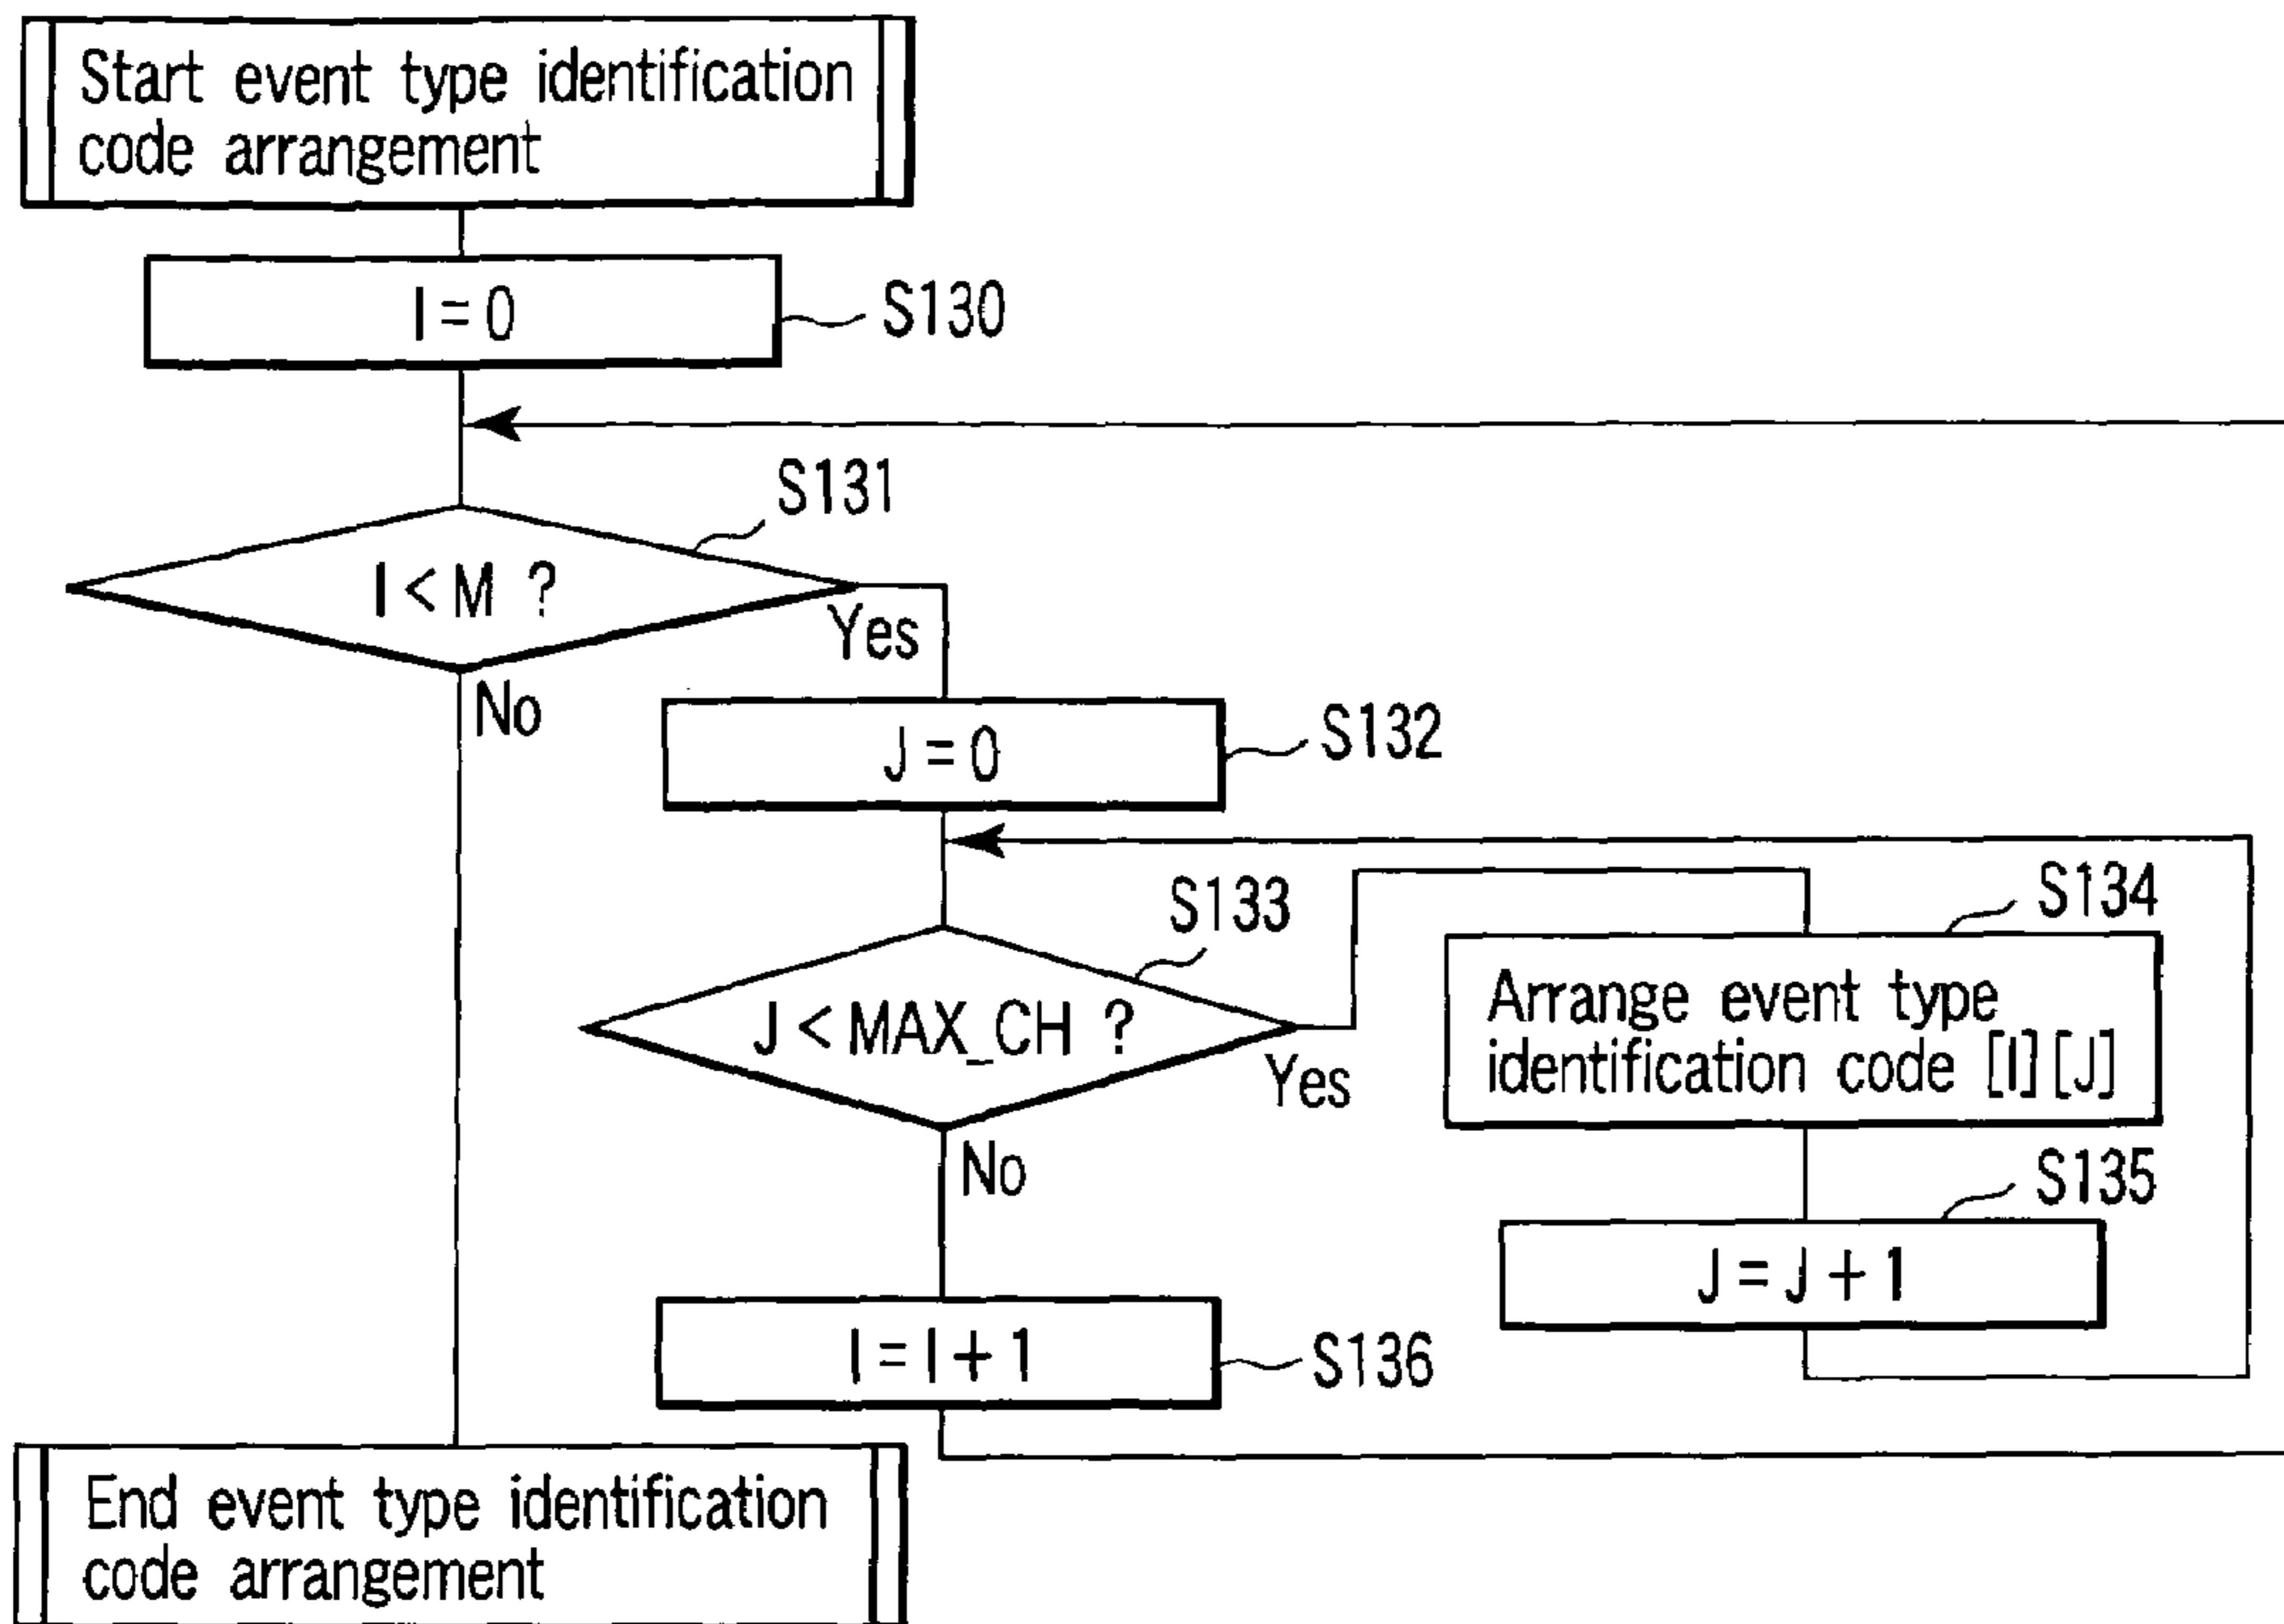 Start event type identification
code arrangement
I = 0
S130
S131
I < M ?
Yes
No
J = 0
S132
S133
J < MAX_CH ?
Yes
No
S134
Arrange event type
identification code [I] [J]
S135
J = J + 1
I = I + 1
S136
End event type identification
code arrangement